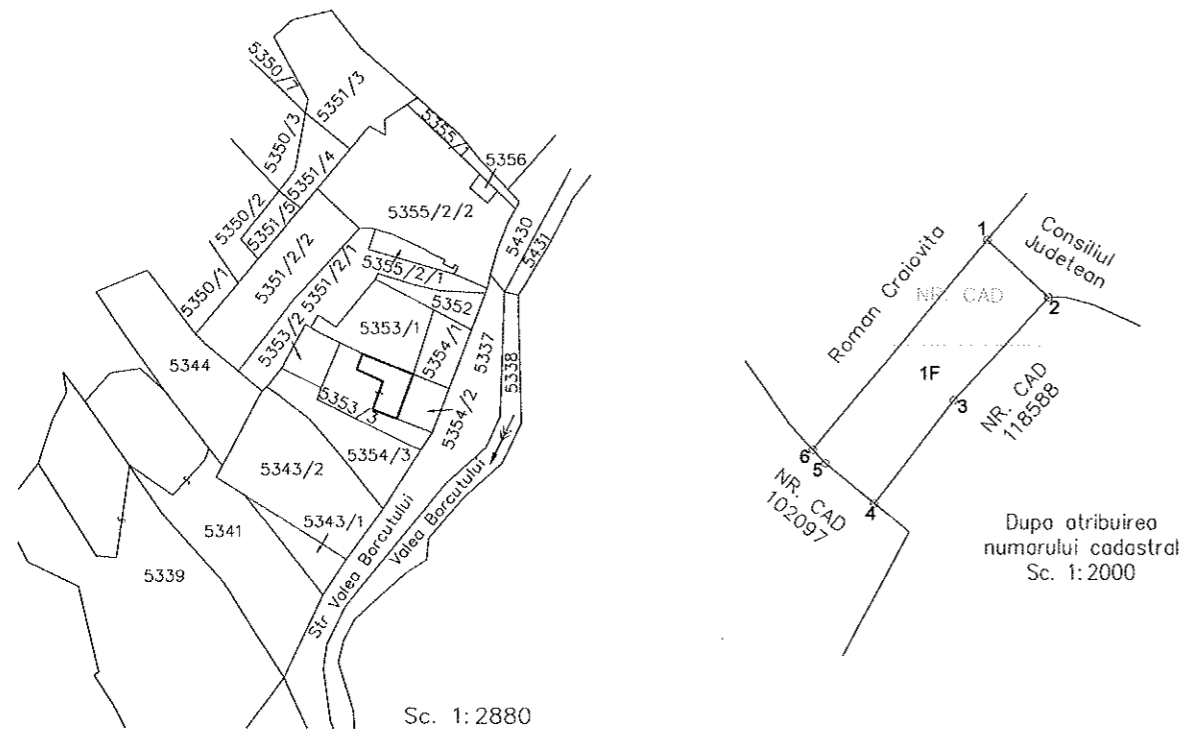 5350/7
5351/3
5350/3
5355/1
5356
5351/4
5350/2
5351/5
5355/2/2
5430
5431
5350/1
5351/2/2
5351/2/1
5355/2/1
5352
5353/2
5353/1
5354/1
5337
5338
5344
5353/3
5354/2
5354/3
5343/2
5343/1
5341
5339
Str Valea Borcutului
Valea Borcutului
Sc. 1:2880
1
Consiliul
Judetean
Roman Craiovita
NR. CAD
2
1F
3
NR. CAD
118588
6
5
NR. CAD
102097
4
Dupa atribuirea
numarului cadastral
Sc. 1:2000